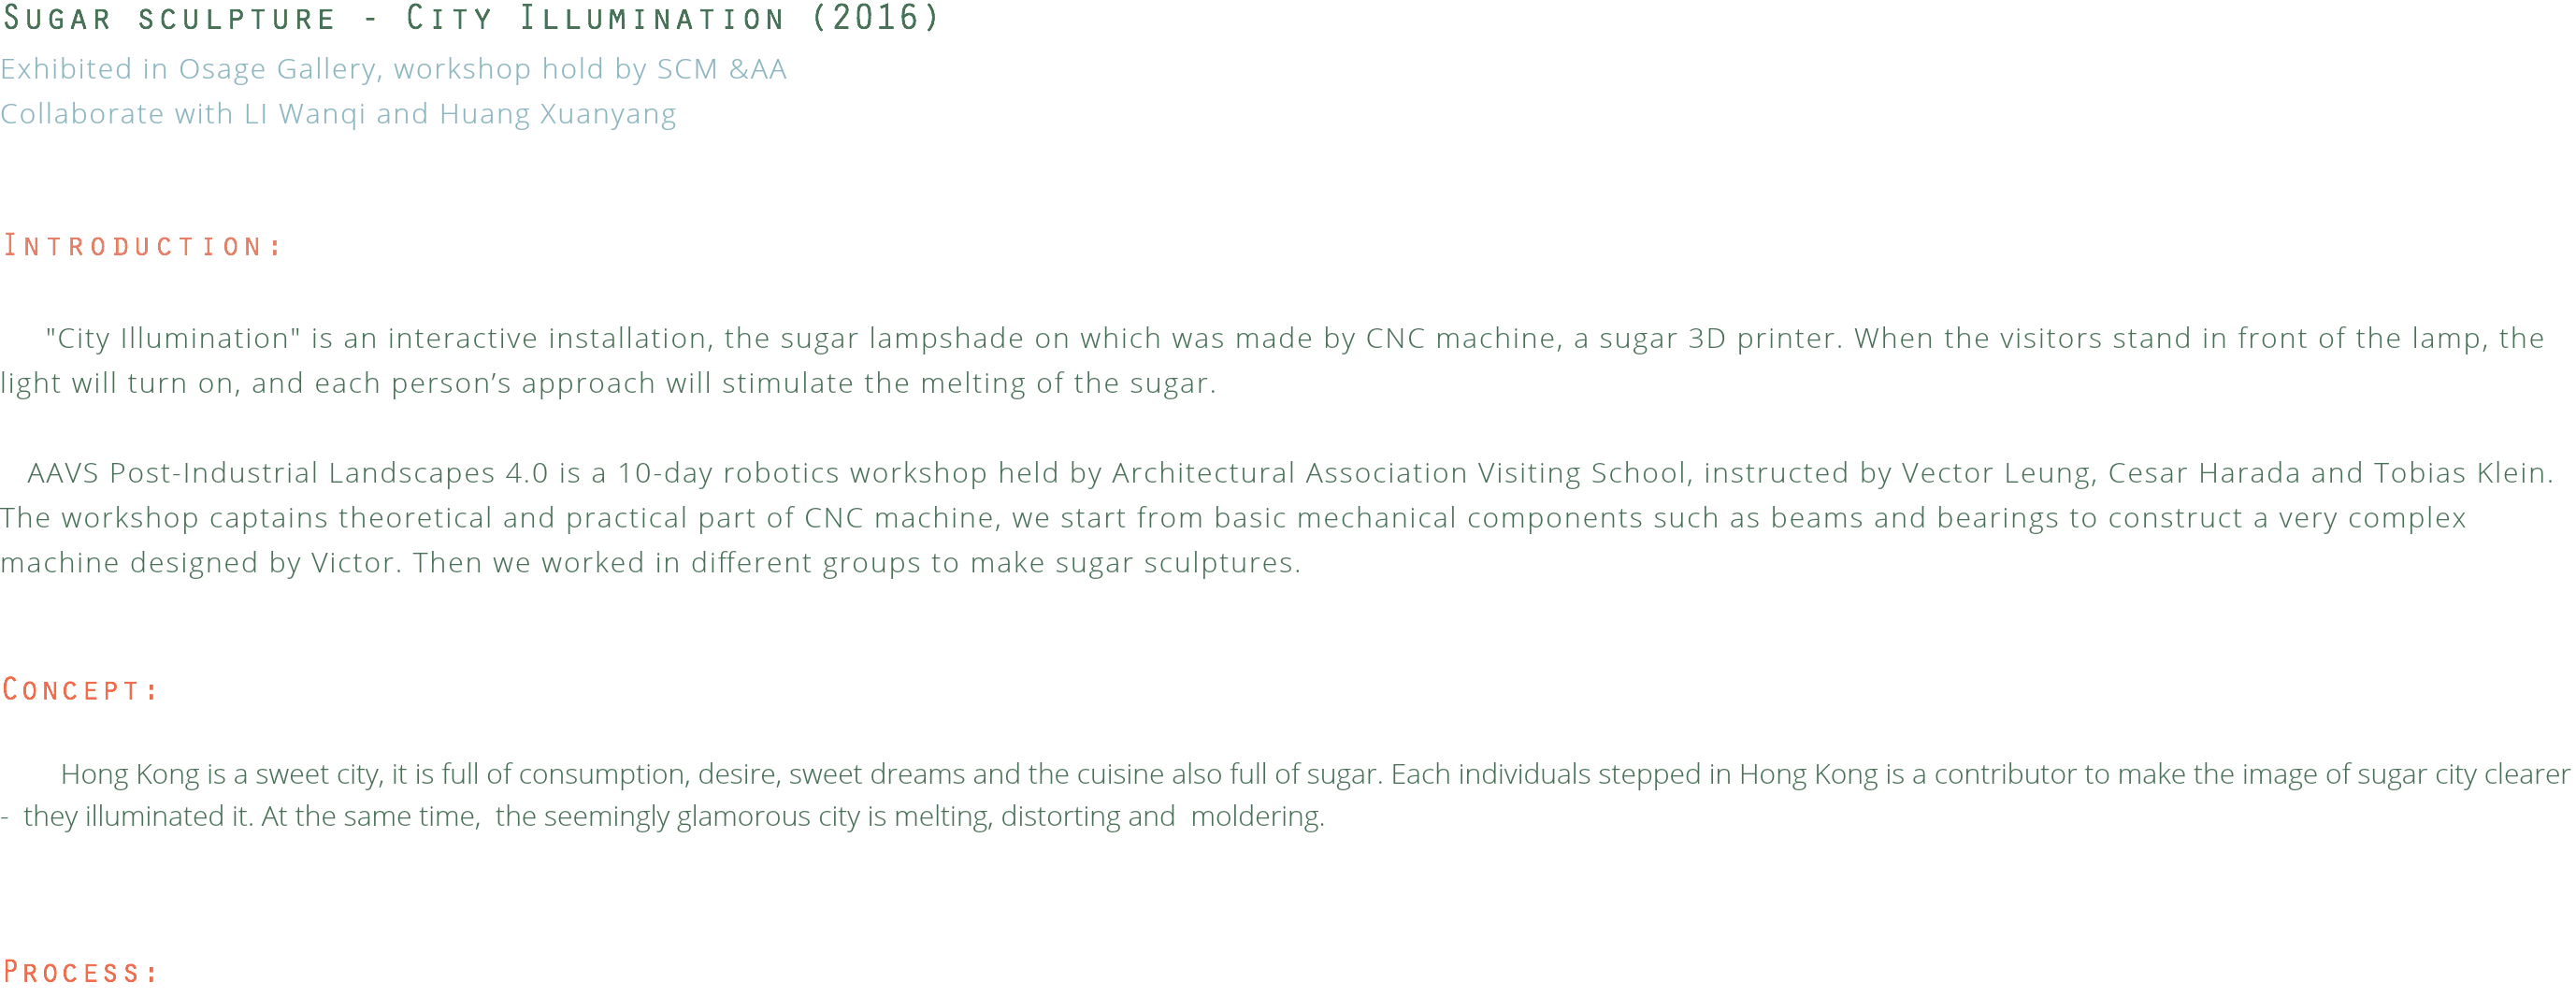 Sugar sculpture - City Illumination (2016)
Exhibited in Osage Gallery, workshop hold by SCM &AA
Collaborate with LI Wanqi and Huang Xuanyang
Introduction:
"City Illumination" is an interactive installation, the sugar lampshade on which was made by CNC machine, a sugar 3D printer. When the visitors stand in front of the lamp, the
light will turn on, and each person’s approach will stimulate the melting of the sugar.
AAVS Post-Industrial Landscapes 4.0 is a 10-day robotics workshop held by Architectural Association Visiting School, instructed by Vector Leung, Cesar Harada and Tobias Klein.
The workshop captains theoretical and practical part of CNC machine, we start from basic mechanical components such as beams and bearings to construct a very complex
machine designed by Victor. Then we worked in different groups to make sugar sculptures.
Concept:
Hong Kong is a sweet city, it is full of consumption, desire, sweet dreams and the cuisine also full of sugar. Each individuals stepped in Hong Kong is a contributor to make the image of sugar city clearer
- they illuminated it. At the same time, the seemingly glamorous city is melting, distorting and moldering.
Process: